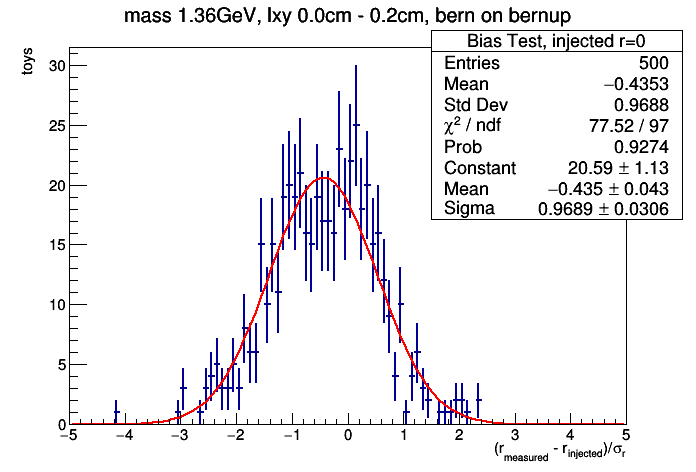 mass 1.36GeV, lxy 0.0cm - 0.2cm, bern on bernup
Bias Test, injected r=0
Entries 500
Mean −0.4353
Std Dev 0.9688
χ² / ndf 77.52 / 97
Prob 0.9274
Constant 20.59 ± 1.13
Mean −0.435 ± 0.043
Sigma 0.9689 ± 0.0306
toys
30
25
20
15
10
5
0
−5 −4 −3 −2 −1 0 1 2 3 4 5
(r_measured - r_injected)/σ_r